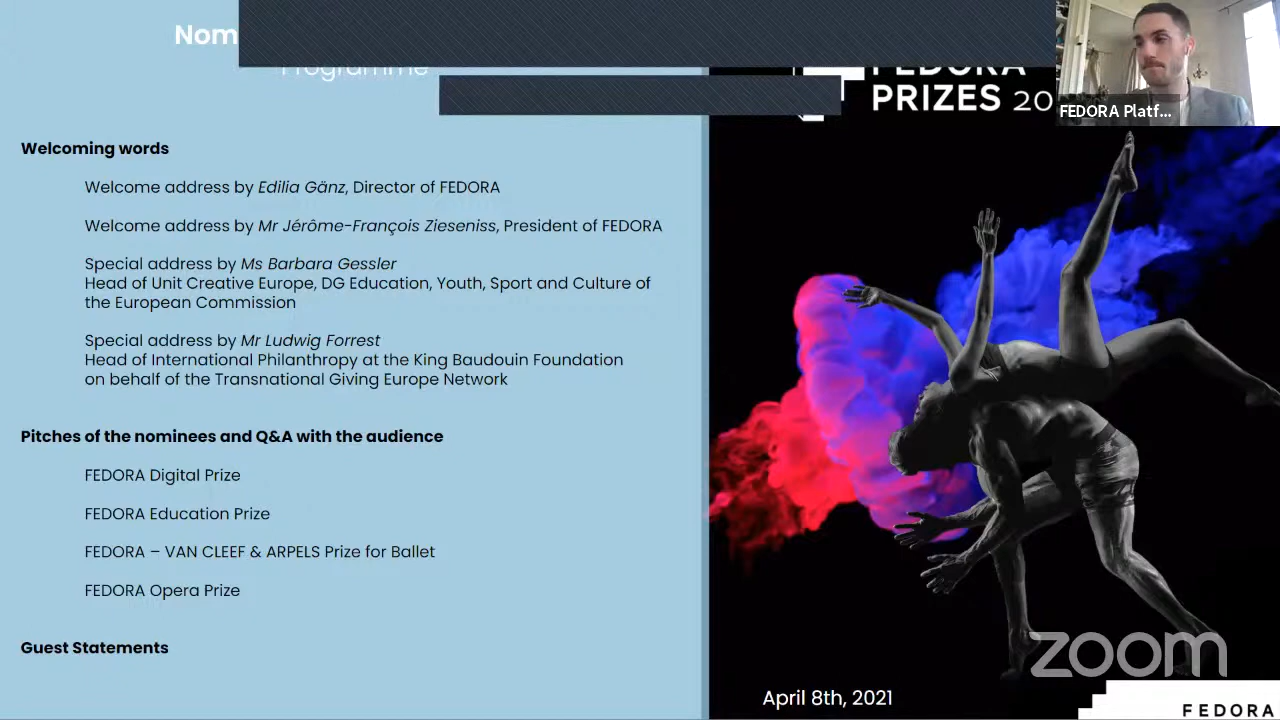 Nom
Programme
Welcoming words
Welcome address by Edilia Gänz, Director of FEDORA
Welcome address by Mr Jérôme-François Zieseniss, President of FEDORA
Special address by Ms Barbara Gessler
Head of Unit Creative Europe, DG Education, Youth, Sport and Culture of
the European Commission
Special address by Mr Ludwig Forrest
Head of International Philanthropy at the King Baudouin Foundation
on behalf of the Transnational Giving Europe Network
Pitches of the nominees and Q&A with the audience
FEDORA Digital Prize
FEDORA Education Prize
FEDORA – VAN CLEEF & ARPELS Prize for Ballet
FEDORA Opera Prize
Guest Statements
FEDORA
PRIZES 20
FEDORA Platf...
zoom
April 8th, 2021
FEDORA